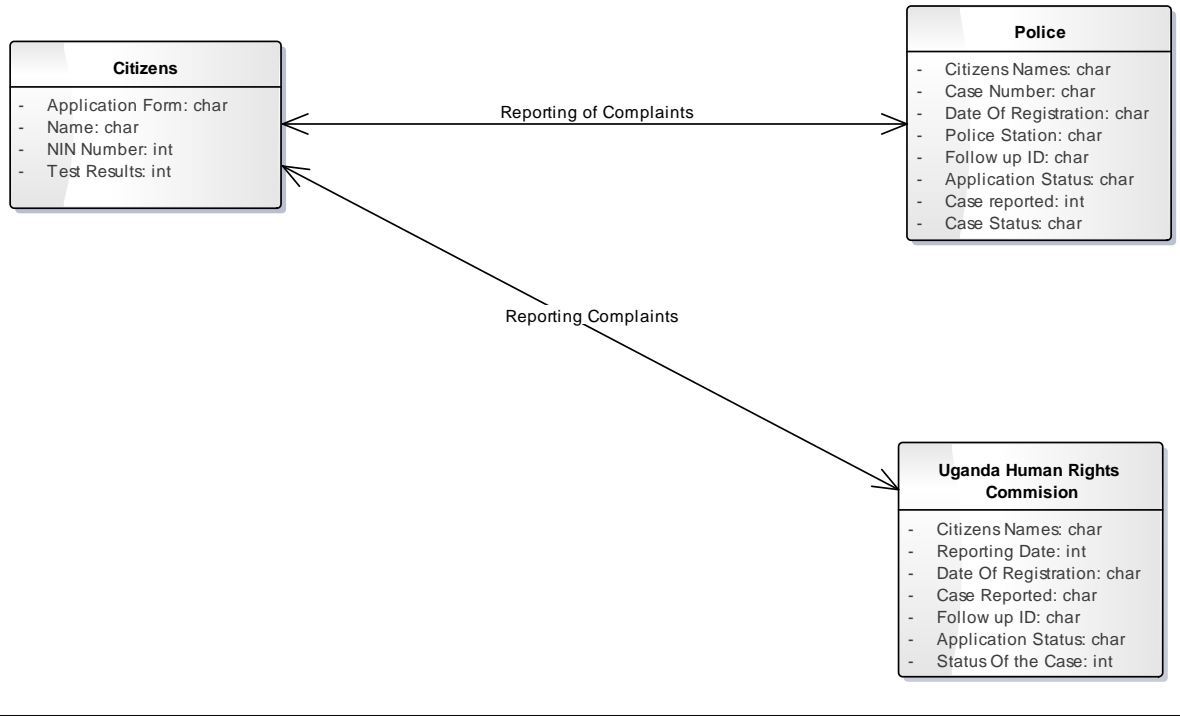 Citizens
- Application Form: char
- Name: char
- NIN Number: int
- Test Results: int
Reporting of Complaints
Police
- Citizens Names: char
- Case Number: char
- Date Of Registration: char
- Police Station: char
- Follow up ID: char
- Application Status: char
- Case reported: int
- Case Status: char
Reporting Complaints
Uganda Human Rights
Commision
- Citizens Names: char
- Reporting Date: int
- Date Of Registration: char
- Case Reported: char
- Follow up ID: char
- Application Status: char
- Status Of the Case: int